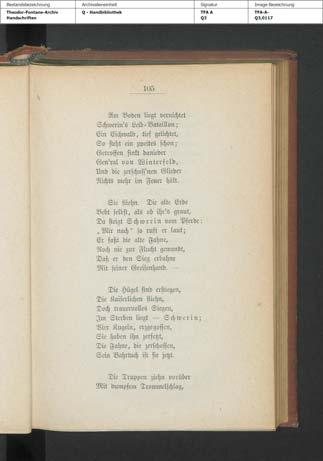 Bestandsbezeichnung
Archivalieneinheit
Signatur
Image Bezeichnung
Theodor-Fontane-Archiv
Handschriften
Q - Handbibliothek
TFA A
Q3
TFA-A-
Q3,0117
105
Am Boden liegt vernichtet
Schwerin's Leib-Bataillon;
Ein Eichwald, tief gelichtet,
So steht ein zweites schon;
Getroffen sinkt danieder
Gen'ral von Winterfeld,
Und die zerschoss'nen Glieder
Nichts mehr im Feuer hält.
Sie fliehn. Die alte Erde
Bebt selbst, als ob ihr's graut,
Da steigt Schwerin vom Pferde:
„Mir nach" so ruft er laut;
Er faßt die alte Fahne,
Noch nie zur Flucht gewandt,
Daß er den Sieg erbahne
Mit seiner Greisenhand. —
Die Hügel sind erstiegen,
Die Kaiserlichen fliehn,
Doch trauervolles Siegen,
Im Sterben liegt — Schwerin;
Vier Kugeln, erzgegossen,
Sie haben ihn zersetzt,
Die Fahne, die zerschossen,
Sein Bahrtuch ist sie jetzt.
Die Truppen ziehn vorüber
Mit dumpfem Trommelschlag,